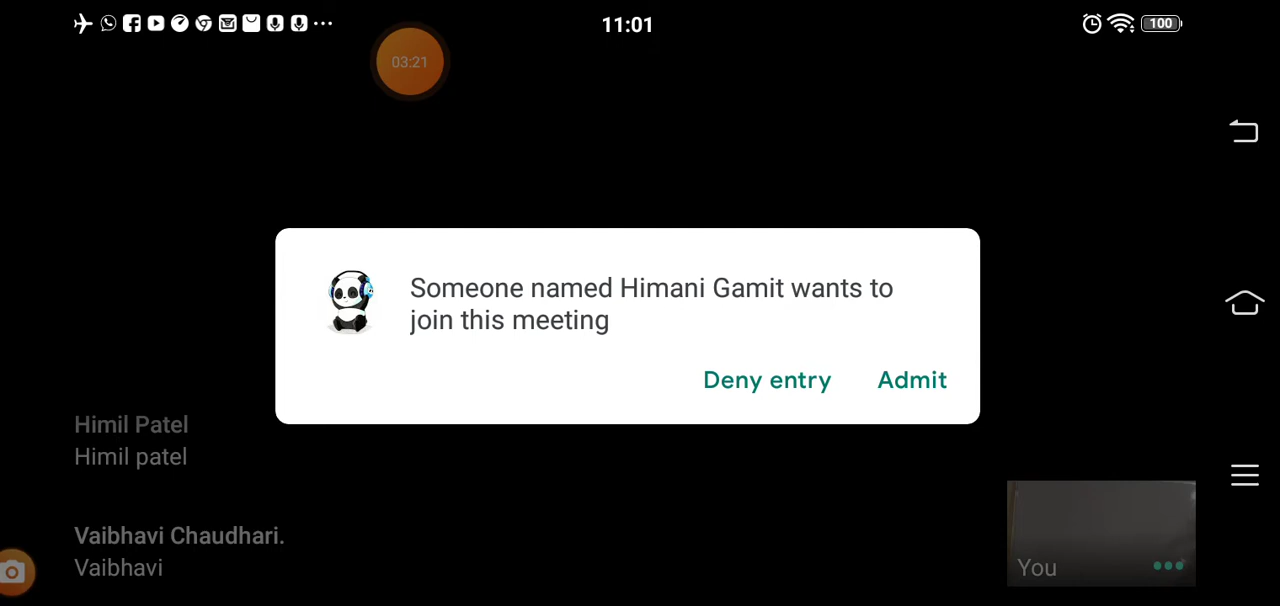 11:01
100
03:21
Someone named Himani Gamit wants to
join this meeting
Deny entry
Admit
Himil Patel
Himil patel
Vaibhavi Chaudhari.
Vaibhavi
You